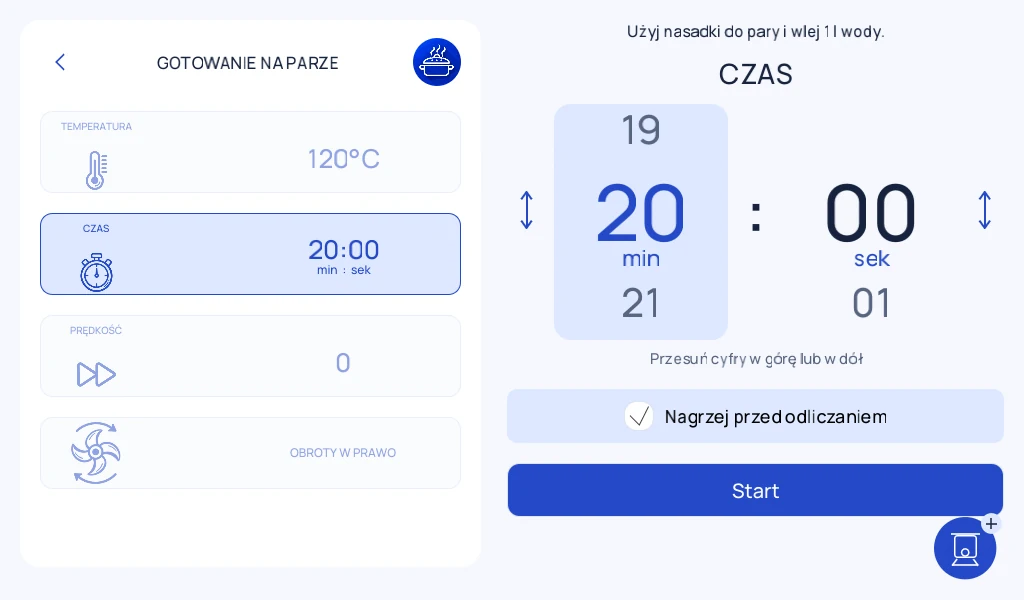 GOTOWANIE NA PARZE
TEMPERATURA
120°C
CZAS
20:00
min : sek
PRĘDKOŚĆ
0
OBROTY W PRAWO
Użyj nasadki do pary i wlej 1 l wody.
CZAS
19
20 : 00
min sek
21 01
Przesuń cyfry w górę lub w dół
Nagrzej przed odliczaniem
Start